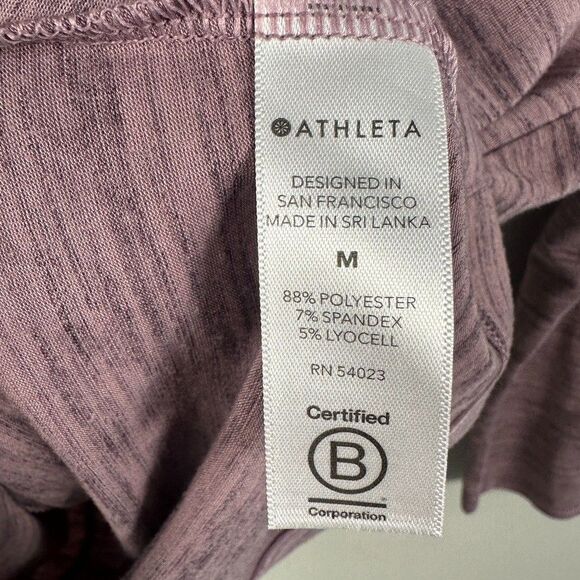 ATHLETA
DESIGNED IN
SAN FRANCISCO
MADE IN SRI LANKA
M
88% POLYESTER
7% SPANDEX
5% LYOCELL
RN 54023
Certified
B
Corporation